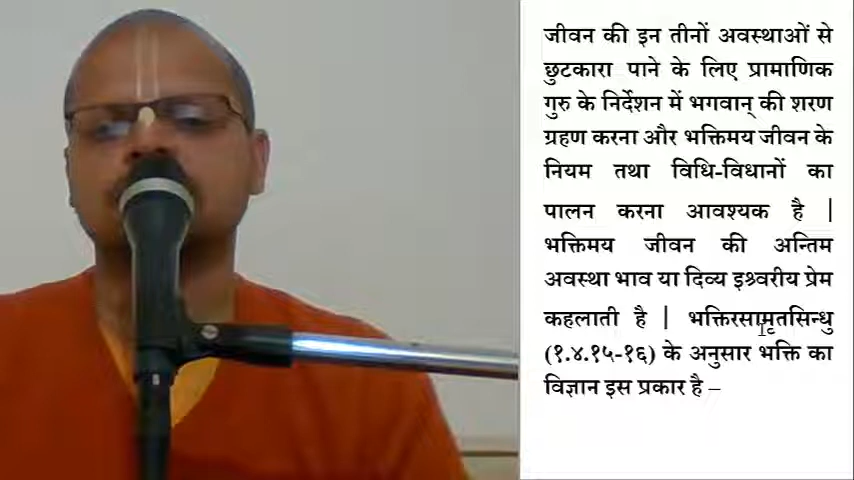 जीवन की इन तीनों अवस्थाओं से
छुटकारा पाने के लिए प्रामाणिक
गुरु के निर्देशन में भगवान् की शरण
ग्रहण करना और भक्तिमय जीवन के
नियम तथा विधि-विधानों का
पालन करना आवश्यक है |
भक्तिमय जीवन की अन्तिम
अवस्था भाव या दिव्य इश्र्वरीय प्रेम
कहलाती है | भक्तिरसामृतसिन्धु
(१.४.१५-१६) के अनुसार भक्ति का
विज्ञान इस प्रकार है –